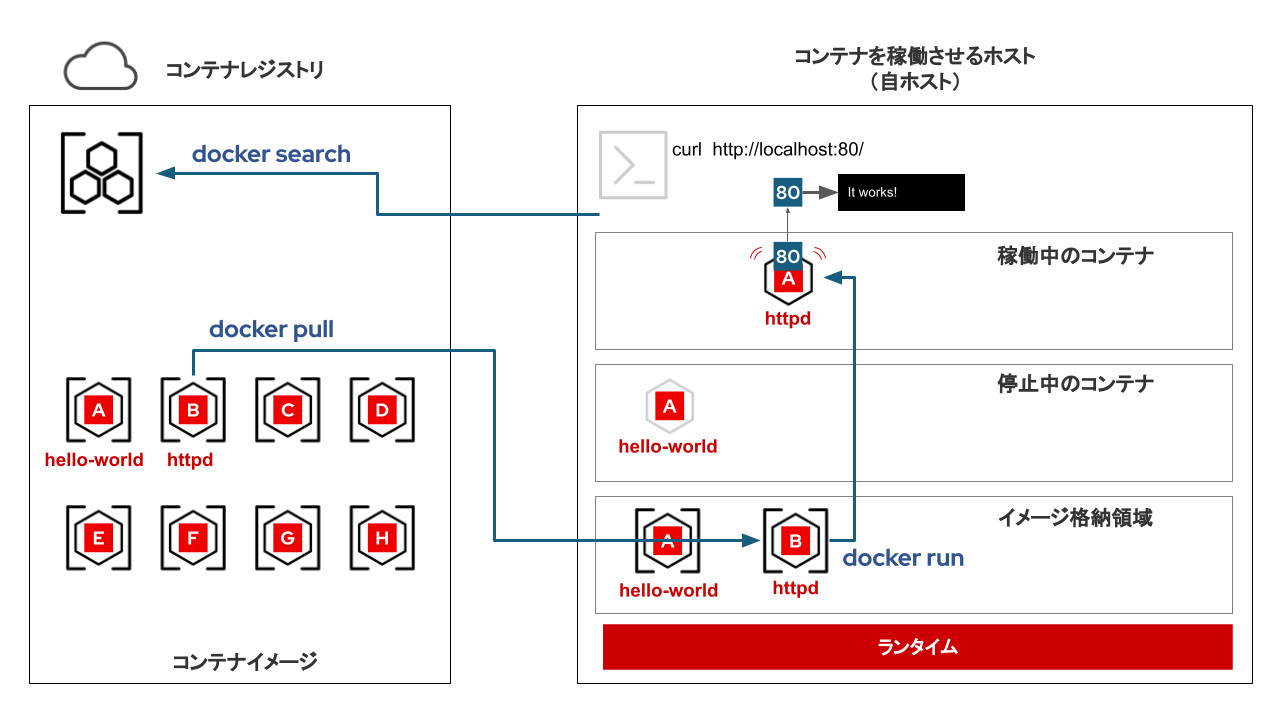 コンテナレジストリ
docker search
docker pull
A
B
C
D
hello-world
httpd
E
F
G
H
コンテナイメージ
コンテナを稼働させるホスト
（自ホスト）
>_
curl http://localhost:80/
80
It works!
稼働中のコンテナ
80
A
httpd
停止中のコンテナ
A
hello-world
イメージ格納領域
A
B
hello-world
httpd
docker run
ランタイム